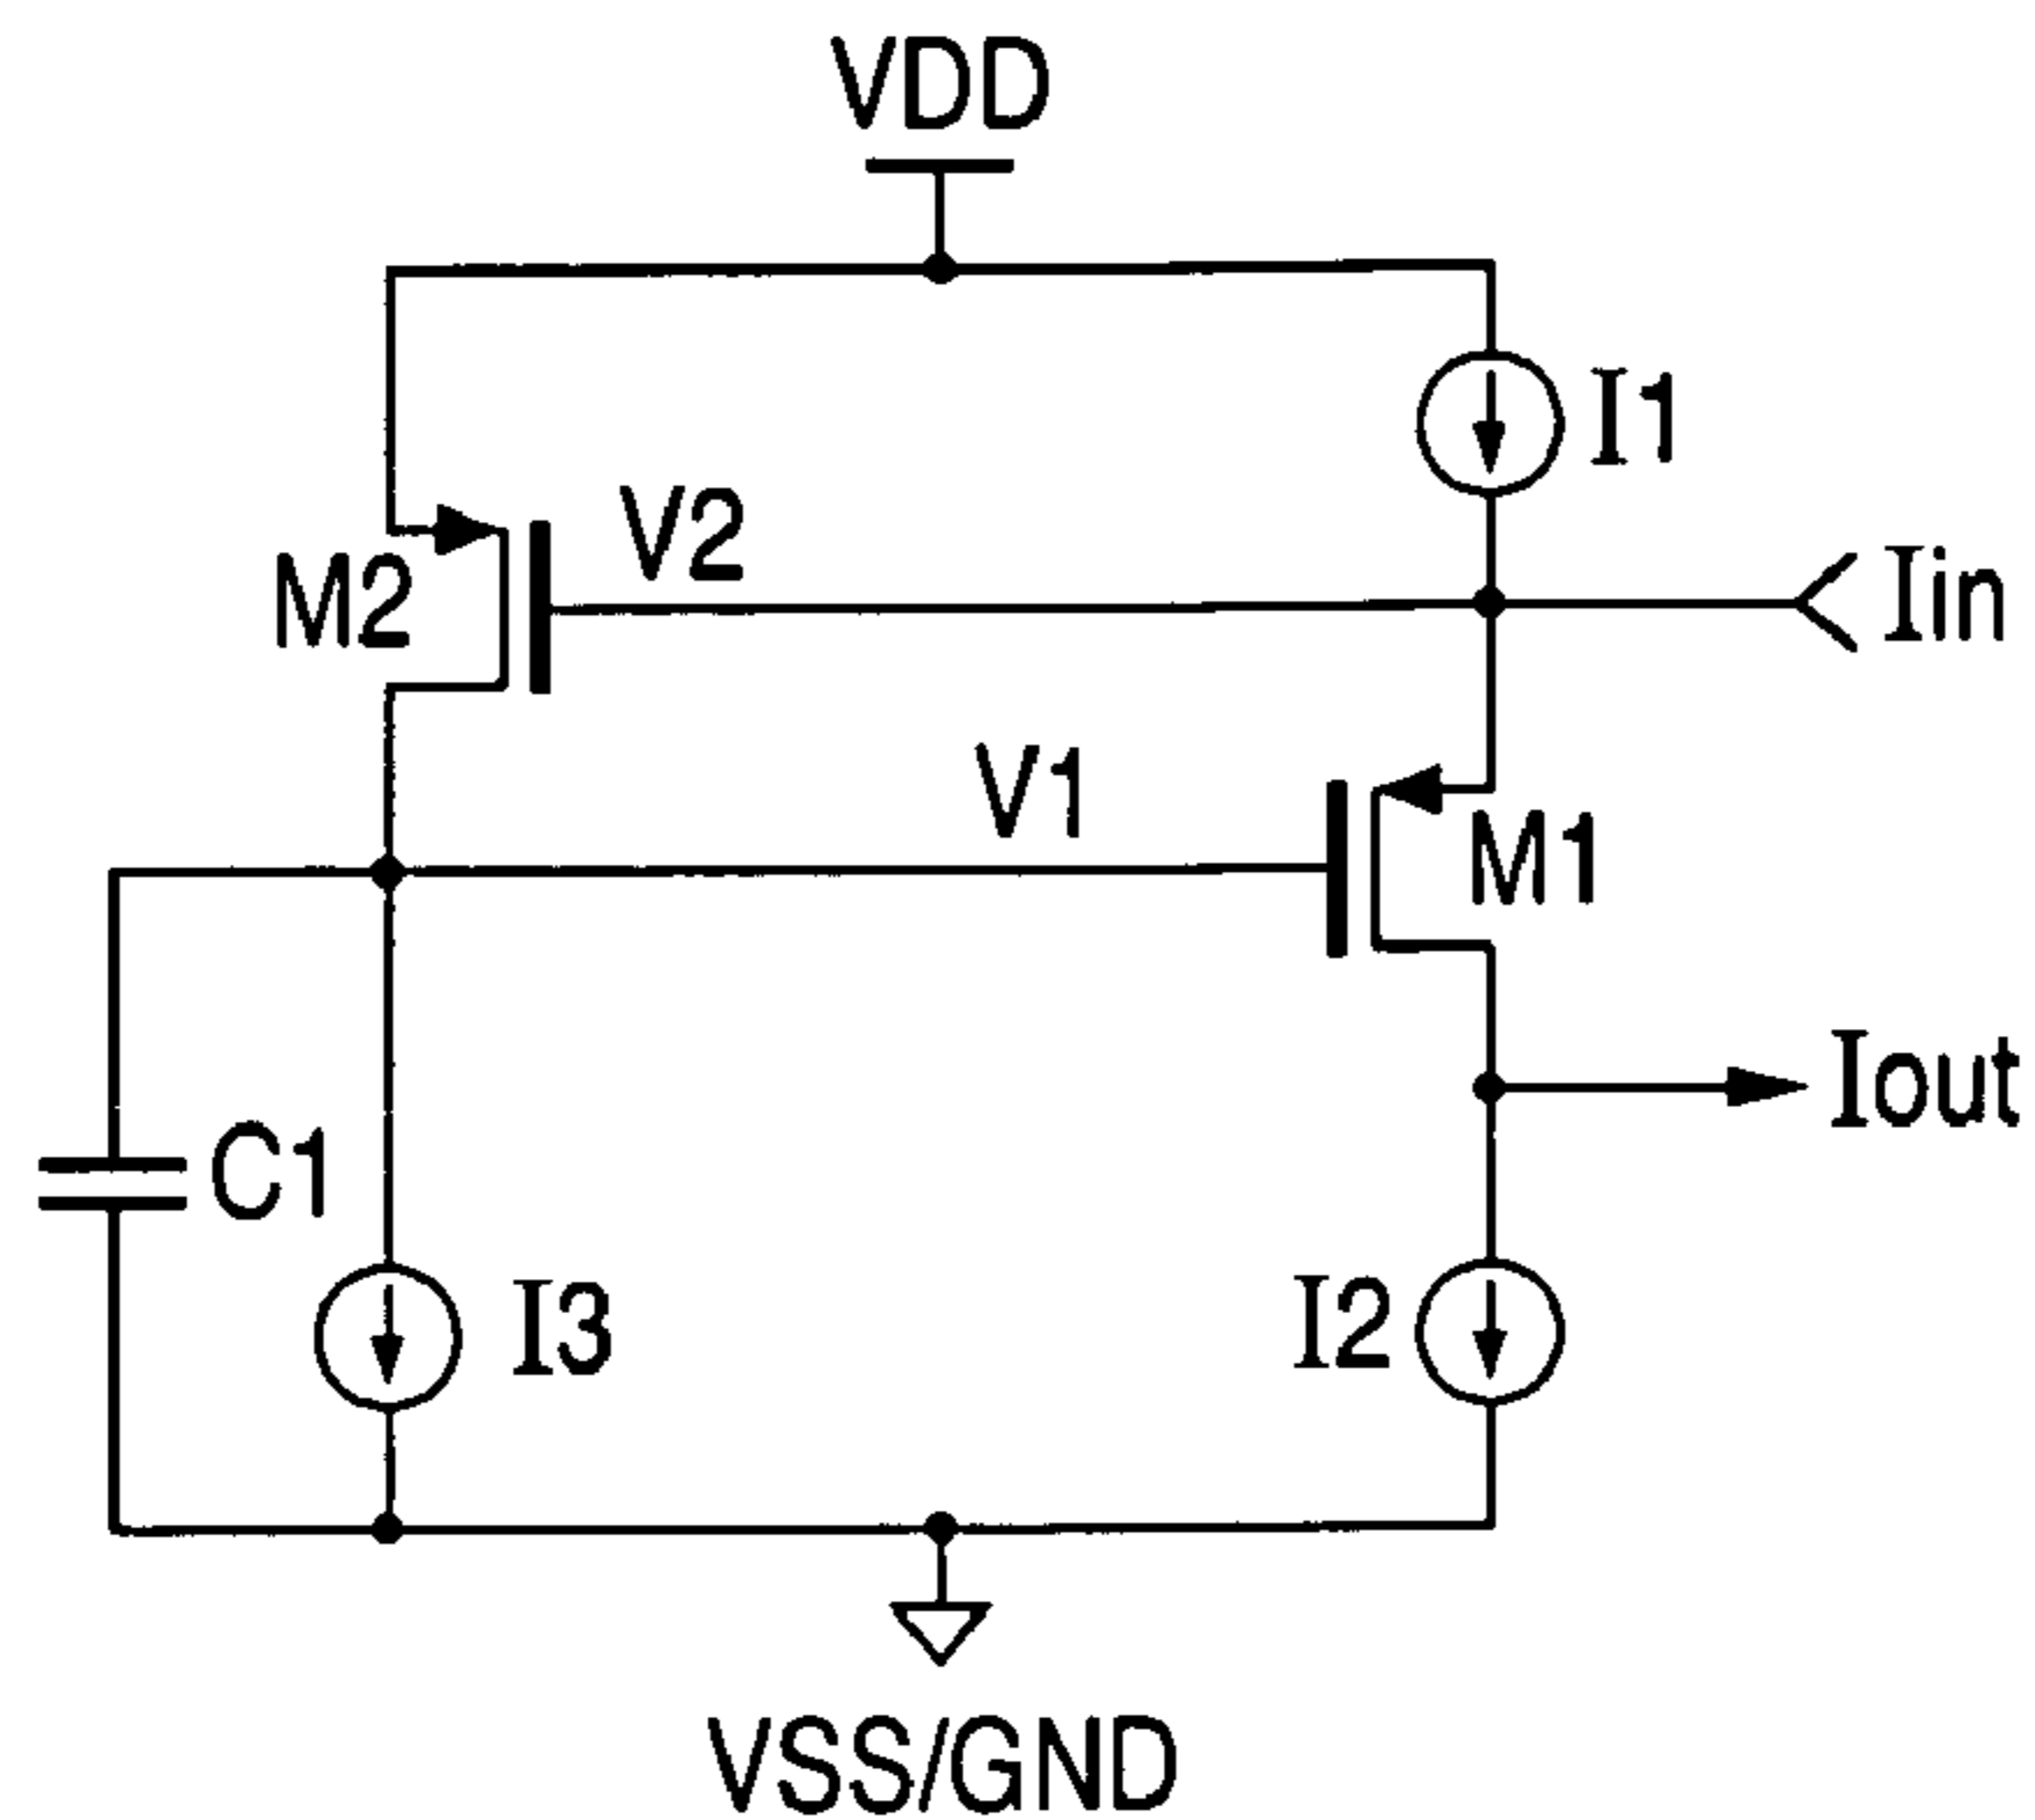 VDD
I1
V2
M2
Iin
V1
M1
Iout
C1
I3
I2
VSS/GND